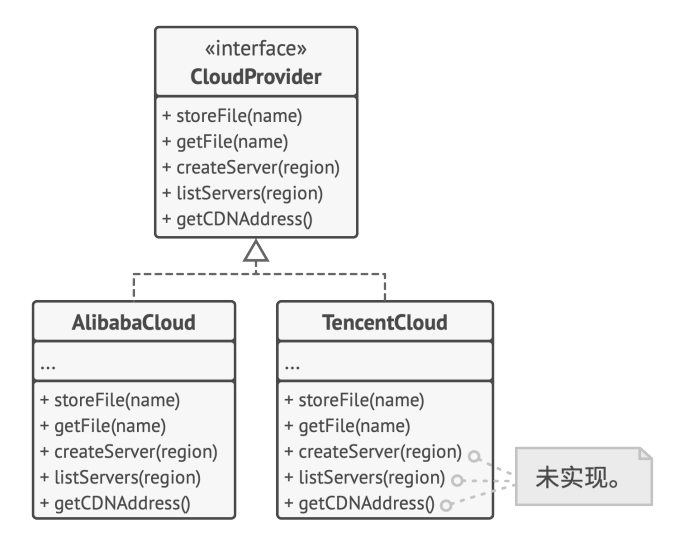 «interface»
CloudProvider
+ storeFile(name)
+ getFile(name)
+ createServer(region)
+ listServers(region)
+ getCDNAddress()
AlibabaCloud
...
+ storeFile(name)
+ getFile(name)
+ createServer(region)
+ listServers(region)
+ getCDNAddress()
TencentCloud
...
+ storeFile(name)
+ getFile(name)
+ createServer(region)
+ listServers(region)
+ getCDNAddress()
未实现。